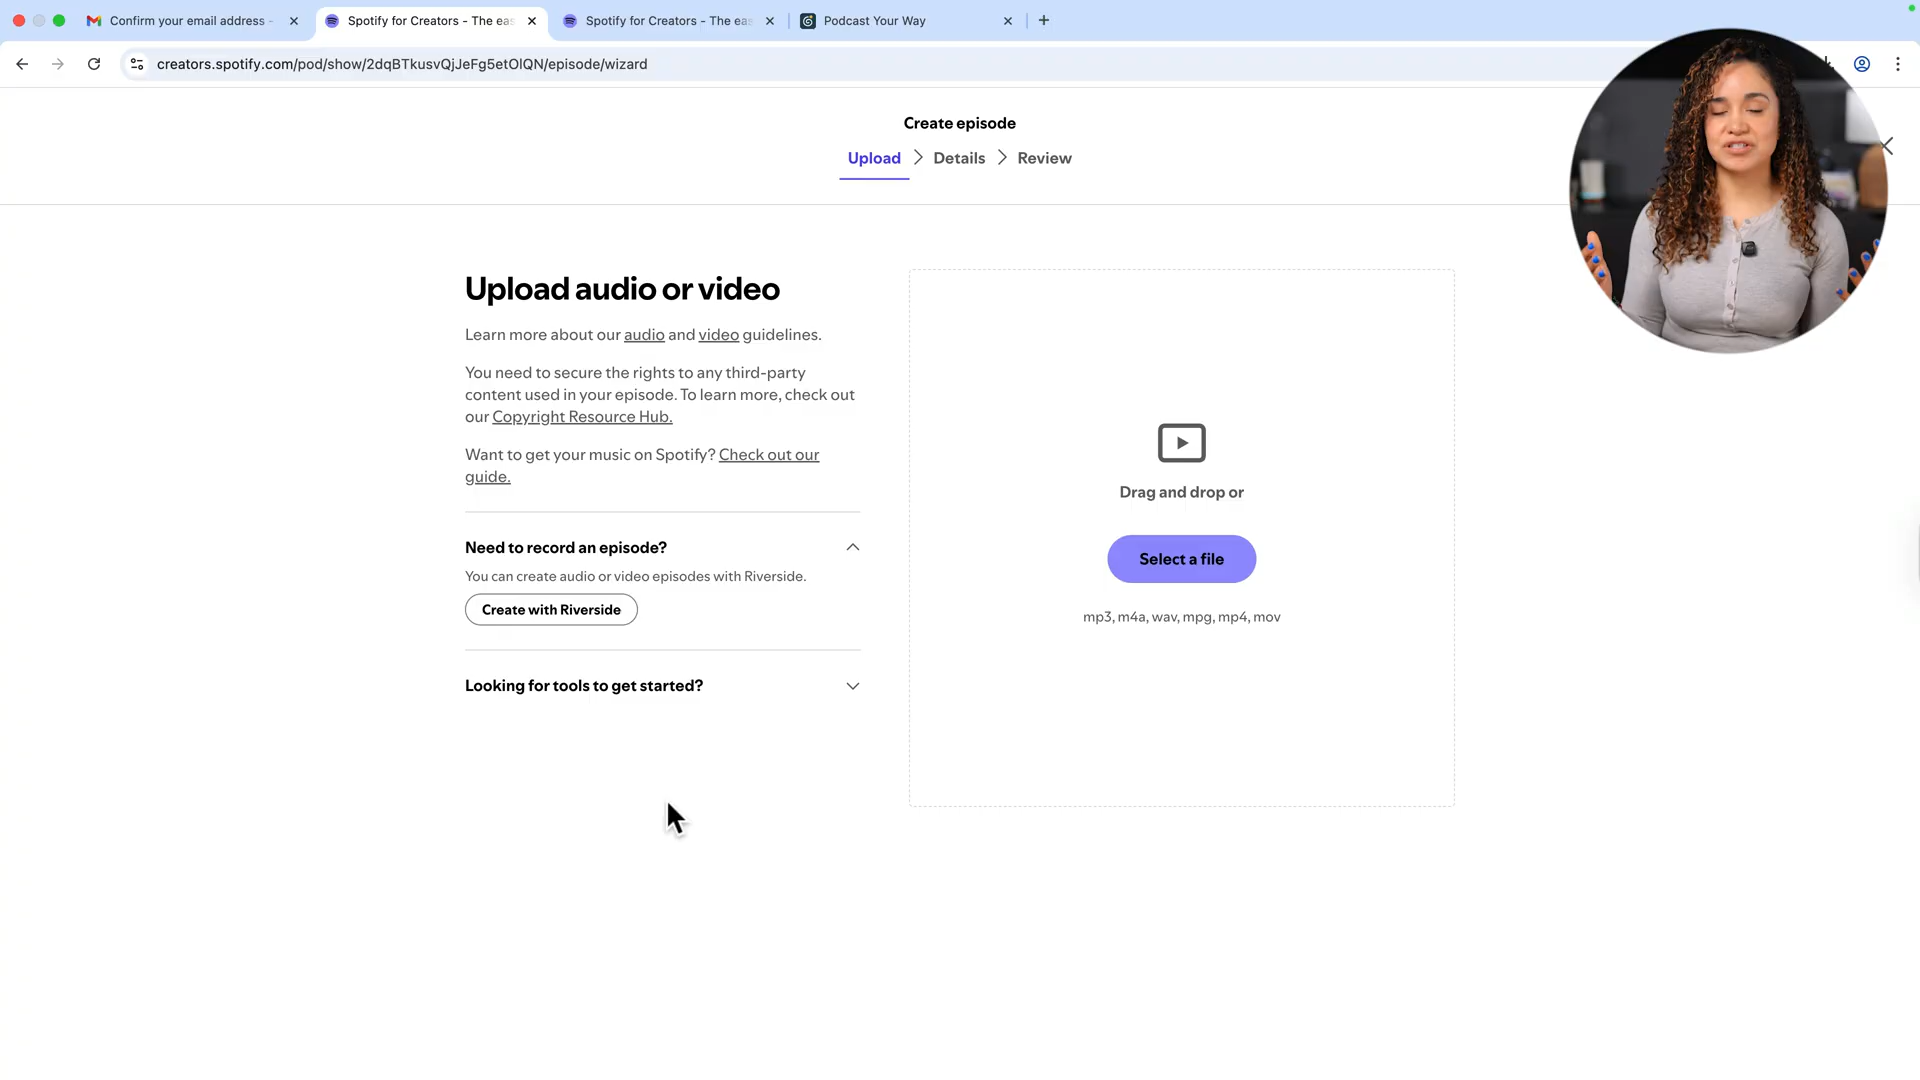 Confirm your email address -
Spotify for Creators - The eas
Spotify for Creators - The eas
Podcast Your Way
creators.spotify.com/pod/show/2dqBTkusvQjJeFg5etOlQN/episode/wizard
Create episode
Upload
Details
Review
Upload audio or video
Learn more about our audio and video guidelines.
You need to secure the rights to any third-party
content used in your episode. To learn more, check out
our Copyright Resource Hub.
Want to get your music on Spotify? Check out our
guide.
Need to record an episode?
You can create audio or video episodes with Riverside.
Create with Riverside
Looking for tools to get started?
Drag and drop or
Select a file
mp3, m4a, wav, mpg, mp4, mov